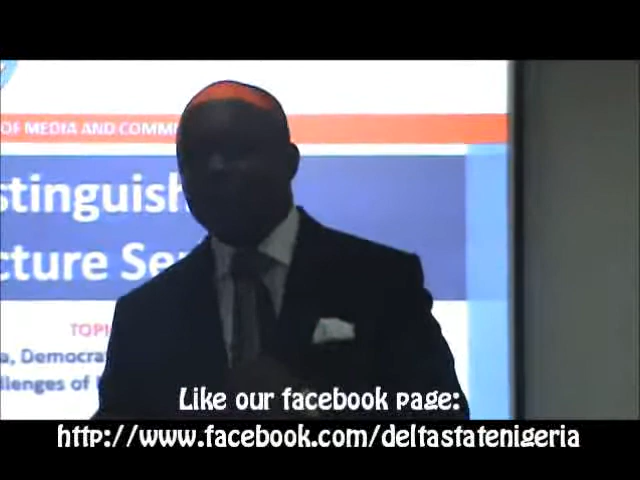 OF MEDIA AND COMM
stinguish
cture Se
TOPI
a, Democra
llenges of
Like our facebook page:
http://www.facebook.com/deltastatenigeria